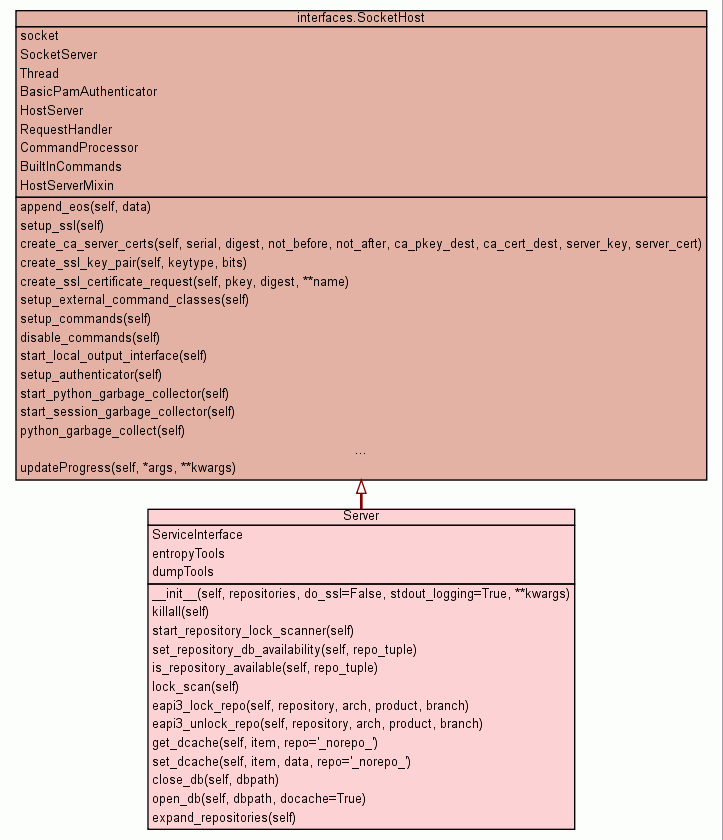 interfaces.SocketHost
socket
SocketServer
Thread
BasicPamAuthenticator
HostServer
RequestHandler
CommandProcessor
BuiltInCommands
HostServerMixin
append_eos(self, data)
setup_ssl(self)
create_ca_server_certs(self, serial, digest, not_before, not_after, ca_pkey_dest, ca_cert_dest, server_key, server_cert)
create_ssl_key_pair(self, keytype, bits)
create_ssl_certificate_request(self, pkey, digest, **name)
setup_external_command_classes(self)
setup_commands(self)
disable_commands(self)
start_local_output_interface(self)
setup_authenticator(self)
start_python_garbage_collector(self)
start_session_garbage_collector(self)
python_garbage_collect(self)
...
updateProgress(self, *args, **kwargs)
Server
ServiceInterface
entropyTools
dumpTools
__init__(self, repositories, do_ssl=False, stdout_logging=True, **kwargs)
killall(self)
start_repository_lock_scanner(self)
set_repository_db_availability(self, repo_tuple)
is_repository_available(self, repo_tuple)
lock_scan(self)
eapi3_lock_repo(self, repository, arch, product, branch)
eapi3_unlock_repo(self, repository, arch, product, branch)
get_dcache(self, item, repo='_norepo_')
set_dcache(self, item, data, repo='_norepo_')
close_db(self, dbpath)
open_db(self, dbpath, docache=True)
expand_repositories(self)